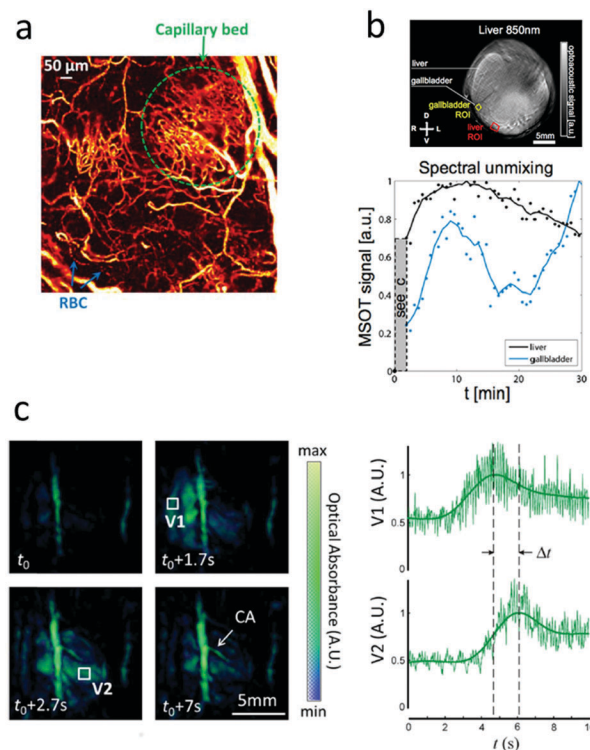 a
Capillary bed
50 μm
RBC
b
Liver 850nm
liver
gallbladder
gallbladder
ROI
liver
ROI
D
R L
V
5mm
optoacoustic
signal [a.u.]
Spectral unmixing
MSOT signal [a.u.]
1
0.8
0.6
0.4
0.2
0
see c
liver
gallbladder
0 10 20 30
t [min]
c
t0
V1
t0+1.7s
V2
t0+2.7s
CA
t0+7s
5mm
max
Optical Absorbance (A.U.)
min
V1 (A.U.)
1
0.5
Δt
V2 (A.U.)
1
0.5
0
0 2 4 6 8 10
t (s)